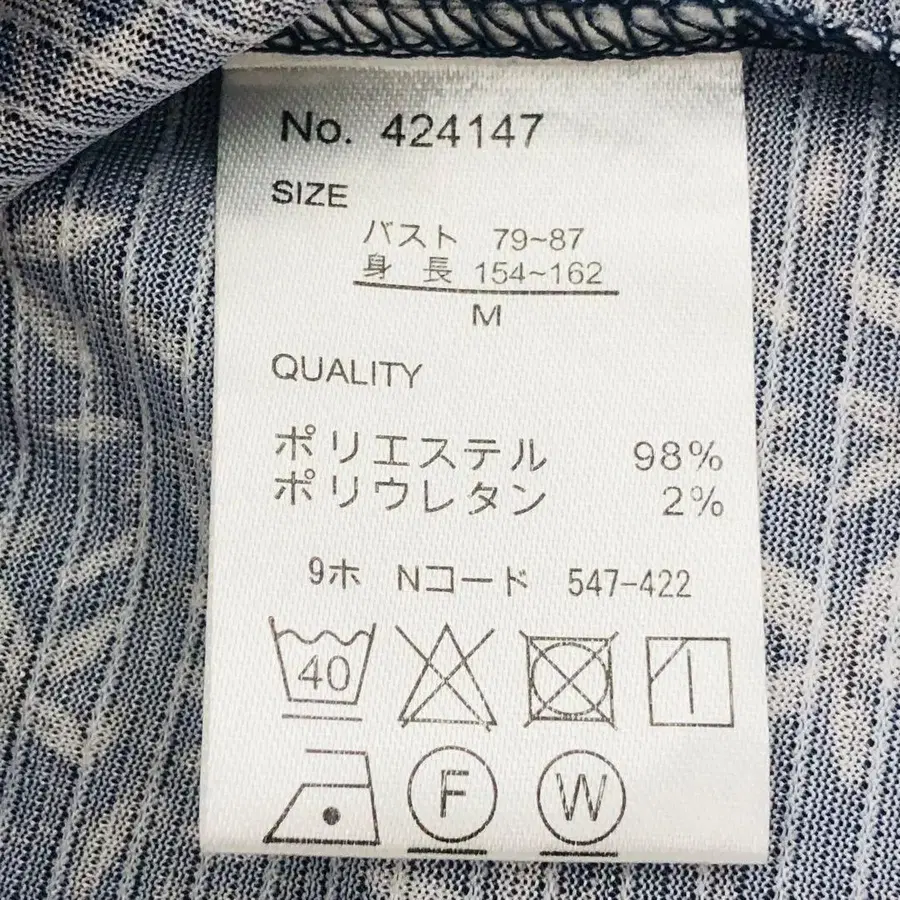 No. 424147
SIZE
バスト 79~87
身 長 154~162
M
QUALITY
ポリエステル 98%
ポリウレタン 2%
9ホ Nコード 547-422
40
F W